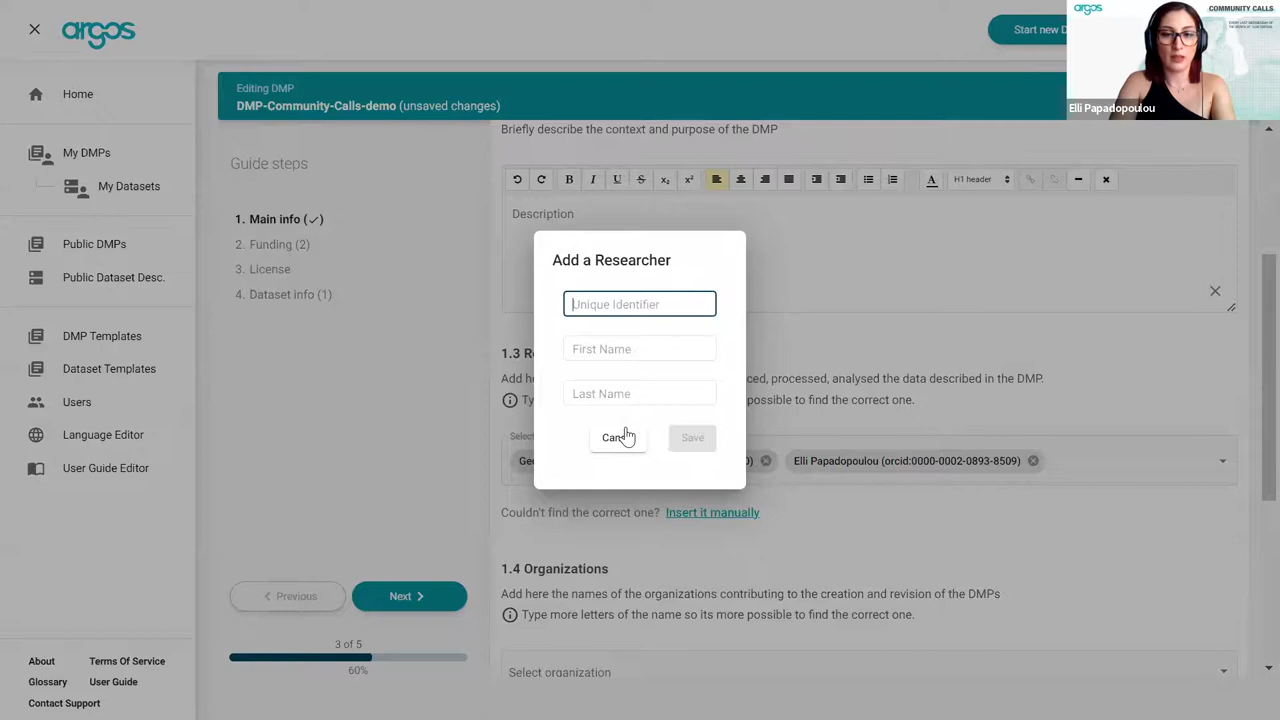 argos
Start new D
argos
COMMUNITY CALLS
Elli Papadopoulou
Home
My DMPs
My Datasets
Public DMPs
Public Dataset Desc.
DMP Templates
Dataset Templates
Users
Language Editor
User Guide Editor
About
Terms Of Service
Glossary
User Guide
Contact Support
Editing DMP
DMP-Community-Calls-demo (unsaved changes)
Guide steps
1. Main info (✓)
2. Funding (2)
3. License
4. Dataset info (1)
Previous
Next
3 of 5
60%
Briefly describe the context and purpose of the DMP
B I U S x₂ x² A H1 header
Description
Add a Researcher
Unique Identifier
First Name
Last Name
Save
1.3 R
Add here
ced, processed, analysed the data described in the DMP.
possible to find the correct one.
Elli Papadopoulou (orcid:0000-0002-0893-8509)
Couldn't find the correct one? Insert it manually
1.4 Organizations
Add here the names of the organizations contributing to the creation and revision of the DMPs
Type more letters of the name so its more possible to find the correct one.
Select organization